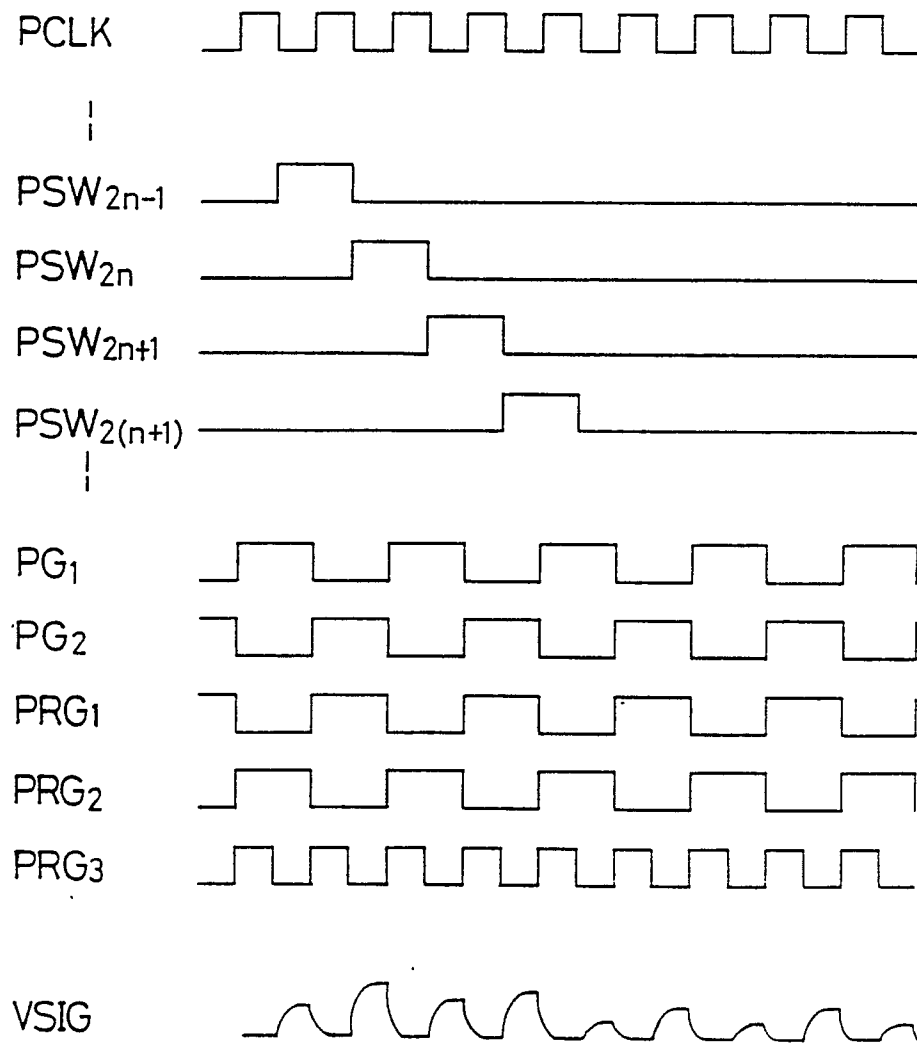 PCLK
PSW2n-1
PSW2n
PSW2n+1
PSW2(n+1)
PG1
PG2
PRG1
PRG2
PRG3
VSIG